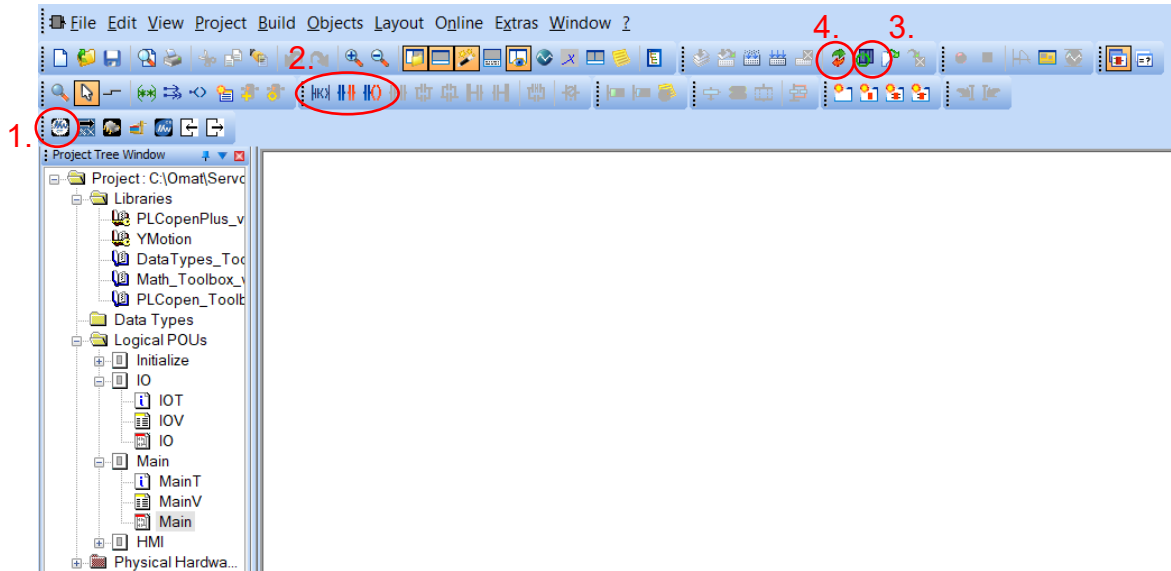 File Edit View Project Build Objects Layout Online Extras Window ?
4. 3.
2.
1.
Project Tree Window
Project: C:\Omat\Servo
Libraries
PLCopenPlus_v
YMotion
DataTypes_Too
Math_Toolbox_v
PLCopen_Toolb
Data Types
Logical POUs
Initialize
IO
IOT
IOV
IO
Main
MainT
MainV
Main
HMI
Physical Hardwa...